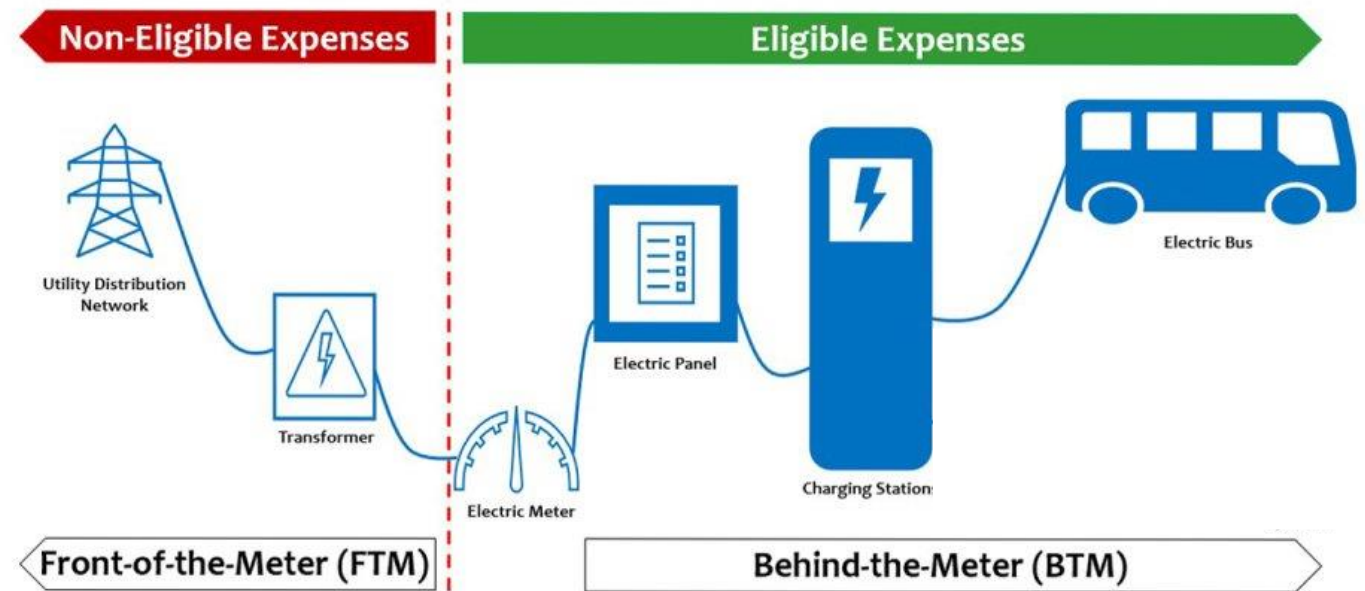 Non-Eligible Expenses
Eligible Expenses
Utility Distribution
Network
Transformer
Electric Meter
Electric Panel
Charging Station
Electric Bus
Front-of-the-Meter (FTM)
Behind-the-Meter (BTM)